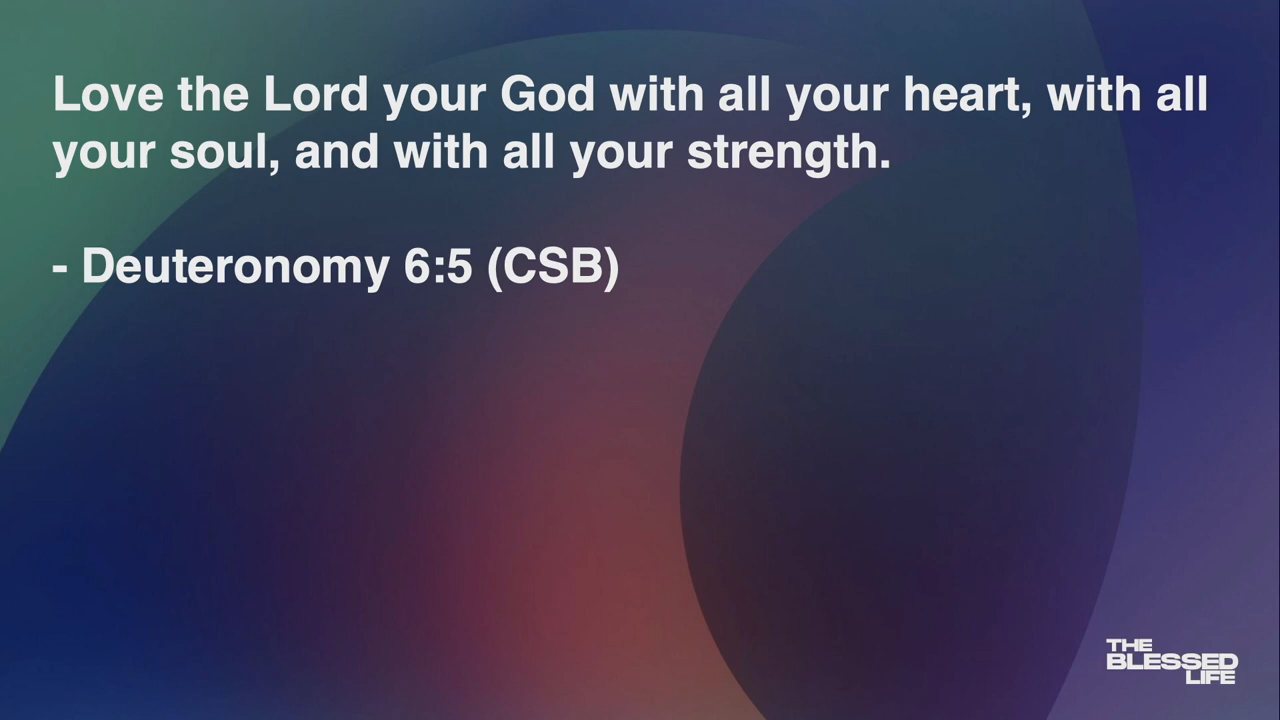 Love the Lord your God with all your heart, with all
your soul, and with all your strength.
- Deuteronomy 6:5 (CSB)
THE
BLESSED
LIFE